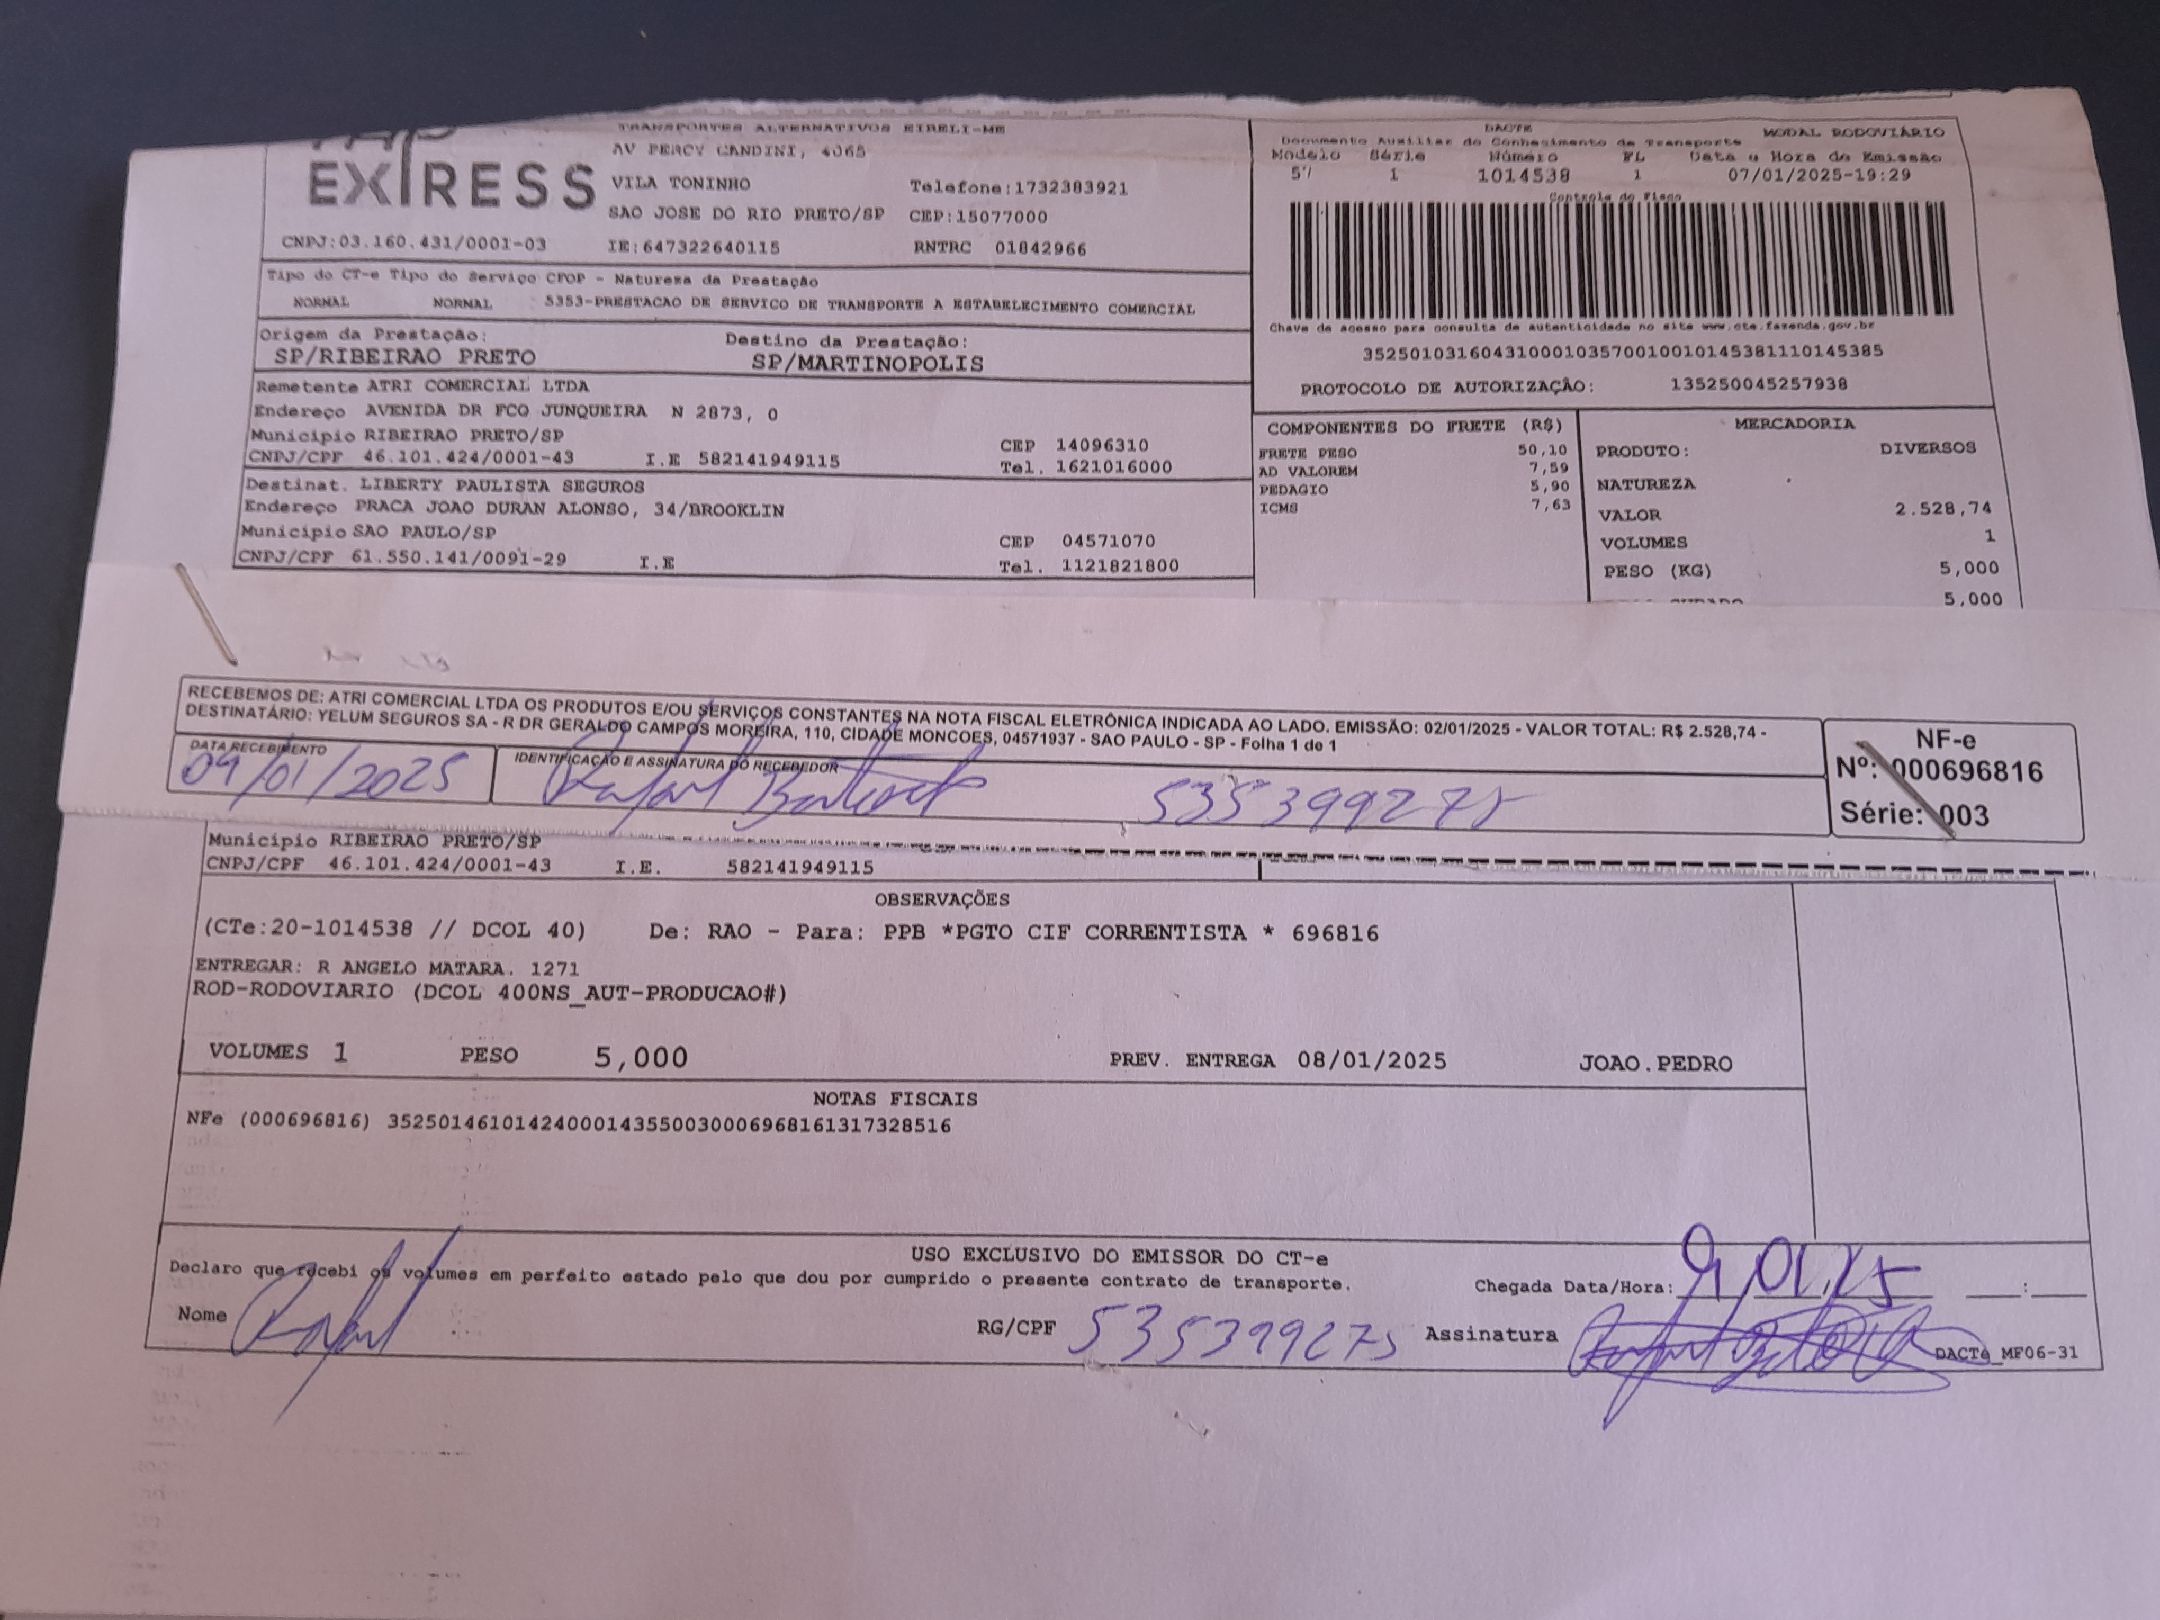 EXPRESS
TRANSPORTES ALTERNATIVOS EIRELI-ME
AV PERCY GANDINI, 4065
VILA TONINHO Telefone:1732383921
SAO JOSE DO RIO PRETO/SP CEP:15077000
CNPJ:03.160.431/0001-03 IE:647322640115 RNTRC 01842966
DACTE MODAL RODOVIÁRIO
Documento Auxiliar do Conhecimento de Transporte
Modelo Série Número FL Data e Hora de Emissão
57 1 1014538 1 07/01/2025-19:29
Controle do Fisco
Chave de acesso para consulta de autenticidade no site www.cte.fazenda.gov.br
35250103160431000103570010010145381110145385
PROTOCOLO DE AUTORIZAÇÃO: 135250045257938
Tipo do CT-e Tipo do Serviço CFOP - Natureza da Prestação
NORMAL NORMAL 5353-PRESTACAO DE SERVICO DE TRANSPORTE A ESTABELECIMENTO COMERCIAL
Origem da Prestação: Destino da Prestação:
SP/RIBEIRAO PRETO SP/MARTINOPOLIS
Remetente ATRI COMERCIAL LTDA
Endereço AVENIDA DR FCO JUNQUEIRA N 2873, 0
Município RIBEIRAO PRETO/SP CEP 14096310
CNPJ/CPF 46.101.424/0001-43 I.E 582141949115 Tel. 1621016000
Destinat. LIBERTY PAULISTA SEGUROS
Endereço PRACA JOAO DURAN ALONSO, 34/BROOKLIN
Município SAO PAULO/SP CEP 04571070
CNPJ/CPF 61.550.141/0091-29 I.E Tel. 1121821800
COMPONENTES DO FRETE (R$)
FRETE PESO 50,10
AD VALOREM 7,59
PEDAGIO 5,90
ICMS 7,63
MERCADORIA
PRODUTO: DIVERSOS
NATUREZA
VALOR 2.528,74
VOLUMES 1
PESO (KG) 5,000
5,000
RECEBEMOS DE: ATRI COMERCIAL LTDA OS PRODUTOS E/OU SERVIÇOS CONSTANTES NA NOTA FISCAL ELETRÔNICA INDICADA AO LADO. EMISSÃO: 02/01/2025 - VALOR TOTAL: R$ 2.528,74 -
DESTINATÁRIO: YELUM SEGUROS SA - R DR GERALDO CAMPOS MOREIRA, 110, CIDADE MONCOES, 04571937 - SAO PAULO - SP - Folha 1 de 1
DATA RECEBIMENTO IDENTIFICAÇÃO E ASSINATURA DO RECEBEDOR
09/01/2025 Rafael 535399275
NF-e
Nº: 000696816
Série: 003
Município RIBEIRAO PRETO/SP
CNPJ/CPF 46.101.424/0001-43 I.E. 582141949115
OBSERVAÇÕES
(CTe:20-1014538 // DCOL 40) De: RAO - Para: PPB *PGTO CIF CORRENTISTA * 696816
ENTREGAR: R ANGELO MATARA. 1271
ROD-RODOVIARIO (DCOL 400NS_AUT-PRODUCAO#)
VOLUMES 1 PESO 5,000 PREV. ENTREGA 08/01/2025 JOAO.PEDRO
NOTAS FISCAIS
NFe (000696816) 35250146101424000143550030006968161317328516
USO EXCLUSIVO DO EMISSOR DO CT-e
Declaro que recebi os volumes em perfeito estado pelo que dou por cumprido o presente contrato de transporte. Chegada Data/Hora: 9/01/25 :
Nome Rafael RG/CPF 535399275 Assinatura
DACTe_MF06-31